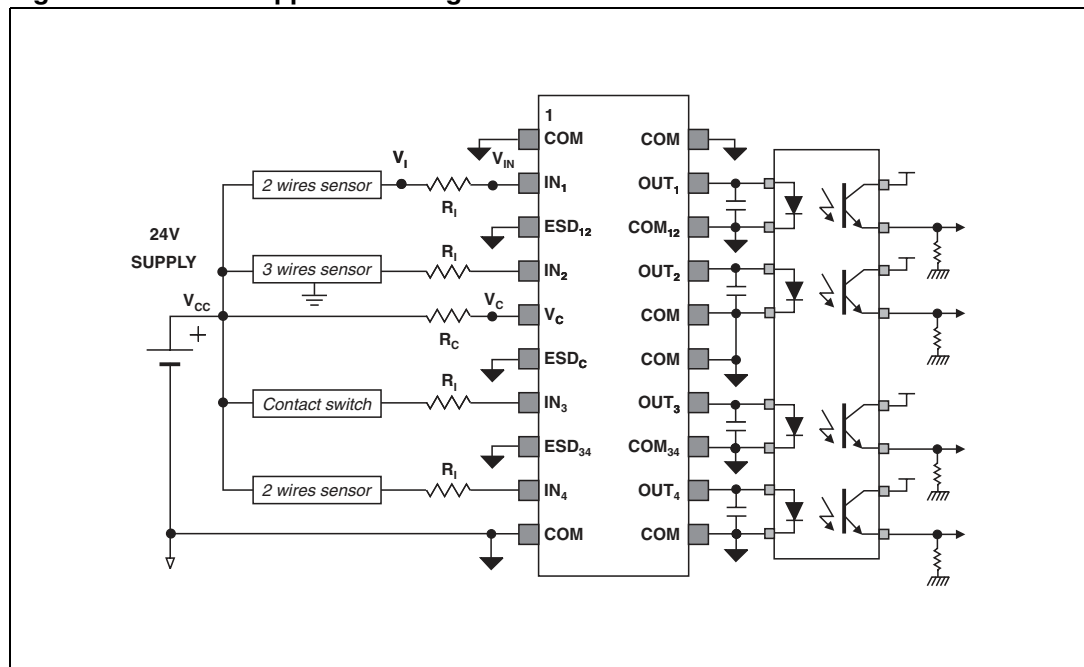 1
COM
COM
V_I
V_IN
2 wires sensor
R_I
IN_1
OUT_1
ESD_12
COM_12
24V
SUPPLY
3 wires sensor
R_I
IN_2
OUT_2
V_CC
+
R_C
V_C
V_C
COM
ESD_C
COM
Contact switch
R_I
IN_3
OUT_3
ESD_34
COM_34
2 wires sensor
R_I
IN_4
OUT_4
COM
COM